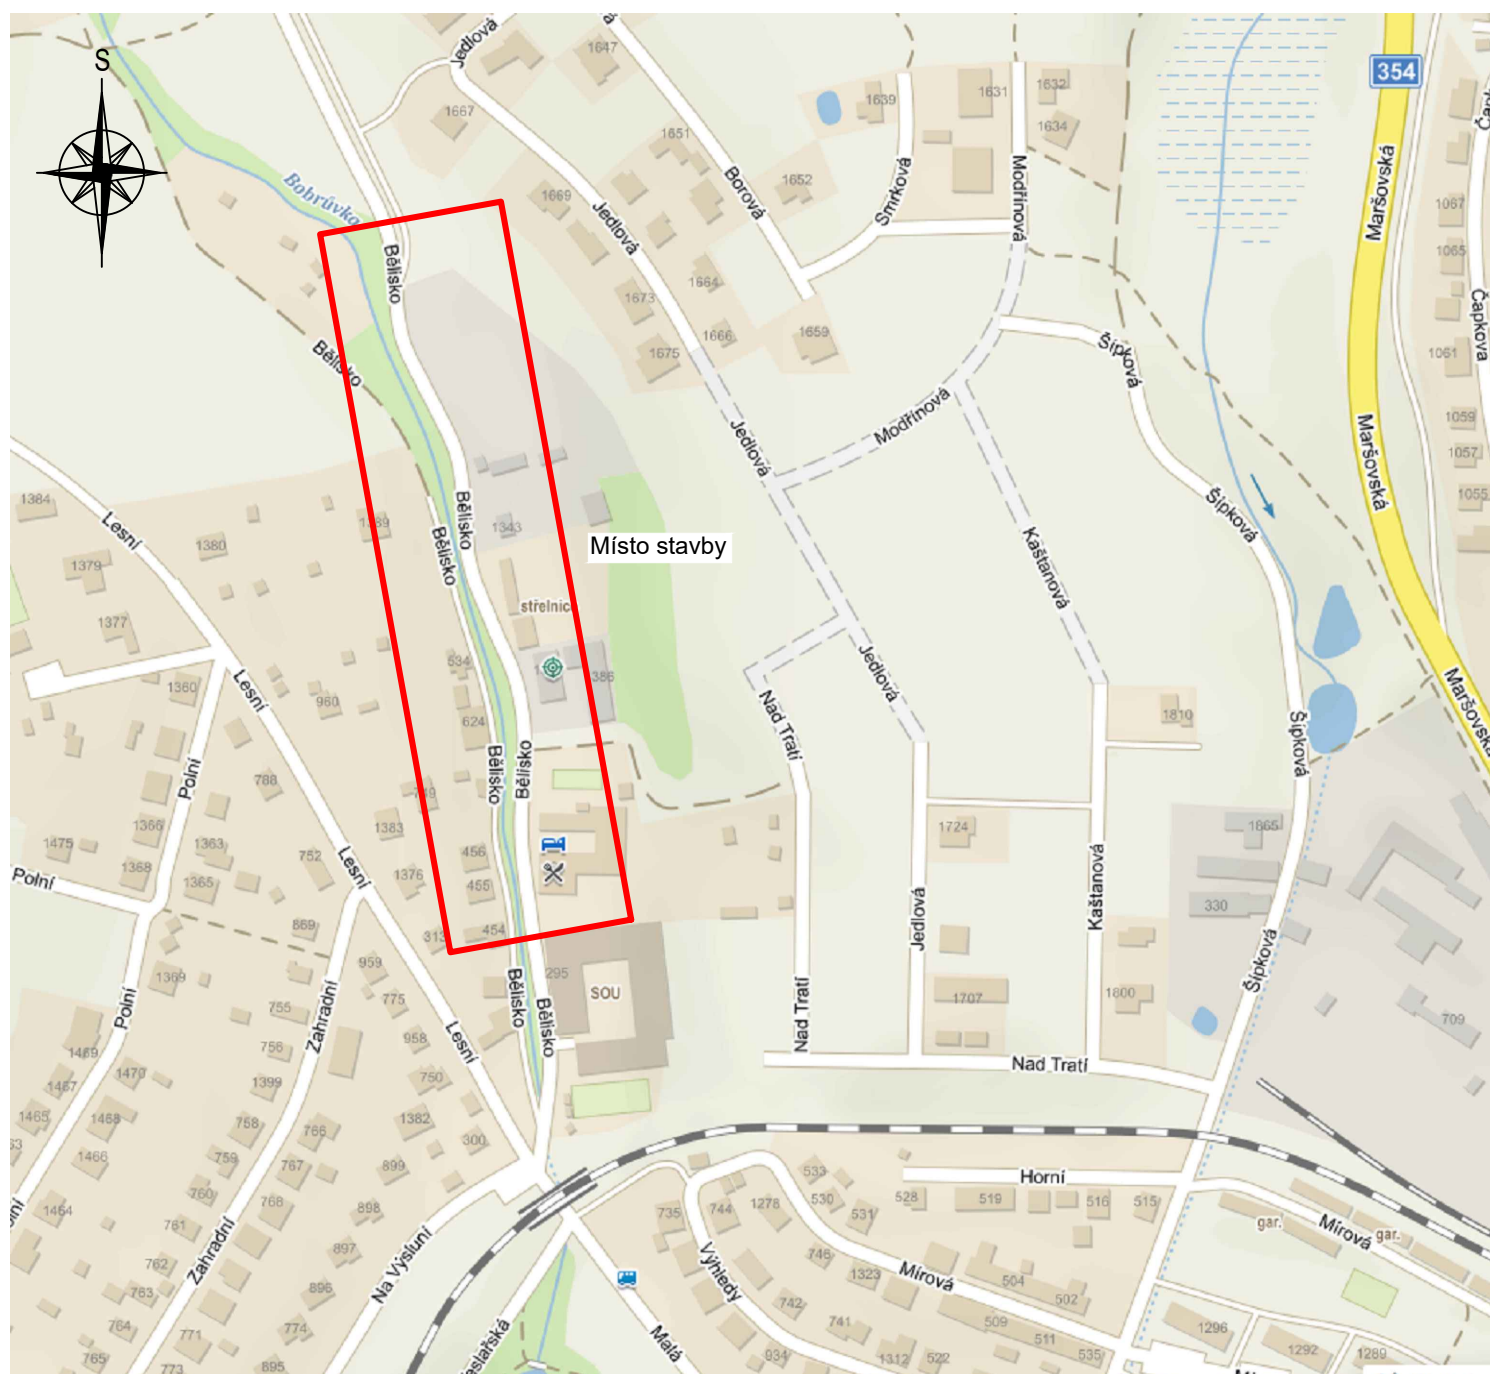 S
354
Jedlová
1647
1667
1639
1631
1632
1634
1651
Borová
1652
Smrková
Modřínová
Maršovská
1067
1065
Čapkova
1061
1059
1057
1055
Bobrůvka
1669
Jedlová
Bělisko
1673
1664
1666
1675
1659
Šípková
Bělisko
Modřínová
Jedlová
Maršovská
1384
Lesní
1380
1379
1377
1389
Bělisko
Bělisko
1343
Místo stavby
střelnice
Kaštanová
Šípková
386
534
624
960
1360
Lesní
Jedlová
Nad Tratí
1810
Maršovská
Šípková
Polní
788
749
Bělisko
Bělisko
1383
1366
1475
1368
1363
1365
752
Lesní
1376
456
455
454
313
1724
1865
Kaštanová
330
Jedlová
Polní
869
959
1369
775
755
756
958
750
Zahradní
Polní
295
SOU
Bělisko
Bělisko
Nad Tratí
1707
1800
Šípková
709
Nad Tratí
1469
1467
1470
1465
1468
1466
1399
758
759
760
766
767
768
1382
300
Lesní
899
898
897
896
761
762
763
764
765
771
773
774
895
1464
Zahradní
Na Výsluní
735
744
1278
533
530
531
528
519
516
515
Horní
gar.
Mírová
gar.
746
1323
Mírová
504
502
509
511
535
742
741
934
1312
522
Výhledy
Malá
1296
1292
1289